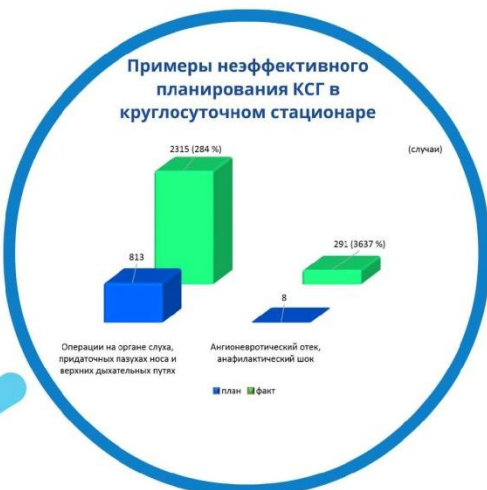 Примеры неэффективного
планирования КСГ в
круглосуточном стационаре
2315 (284 %)
(случаи)
813
291 (3637 %)
8
Операции на органе слуха,
придаточных пазухах носа и
верхних дыхательных путях
Ангионевротический отек,
анафилактический шок
план факт